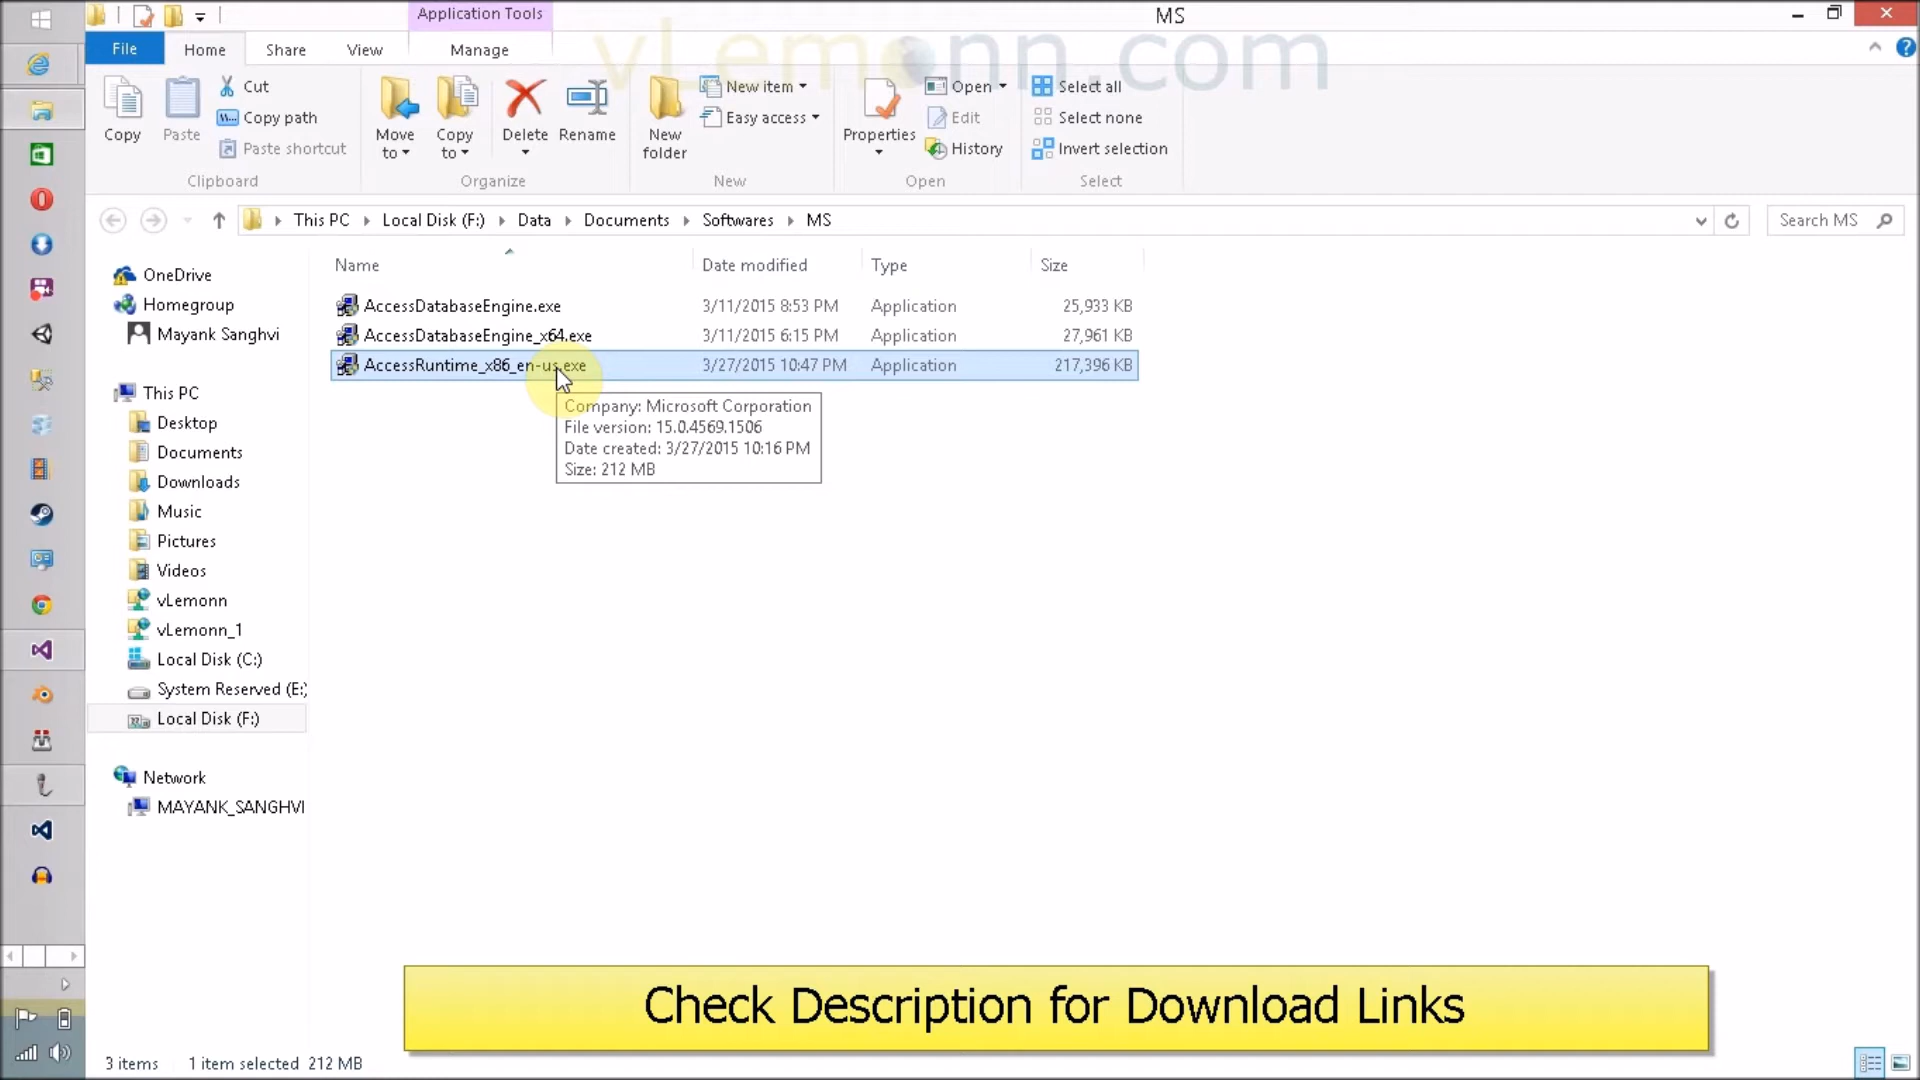 Application Tools
MS
vLemonn.com
File
Home
Share
View
Manage
Copy
Paste
Cut
Copy path
Paste shortcut
Clipboard
Move to
Copy to
Delete
Rename
Organize
New folder
New item
Easy access
New
Properties
Open
Edit
History
Open
Select all
Select none
Invert selection
Select
This PC
Local Disk (F:)
Data
Documents
Softwares
MS
Search MS
Name
Date modified
Type
Size
AccessDatabaseEngine.exe 3/11/2015 8:53 PM Application 25,933 KB
AccessDatabaseEngine_x64.exe 3/11/2015 6:15 PM Application 27,961 KB
AccessRuntime_x86_en-us.exe 3/27/2015 10:47 PM Application 217,396 KB
Company: Microsoft Corporation
File version: 15.0.4569.1506
Date created: 3/27/2015 10:16 PM
Size: 212 MB
OneDrive
Homegroup
Mayank Sanghvi
This PC
Desktop
Documents
Downloads
Music
Pictures
Videos
vLemonn
vLemonn_1
Local Disk (C:)
System Reserved (E:)
Local Disk (F:)
Network
MAYANK_SANGHVI
Check Description for Download Links
3 items 1 item selected 212 MB